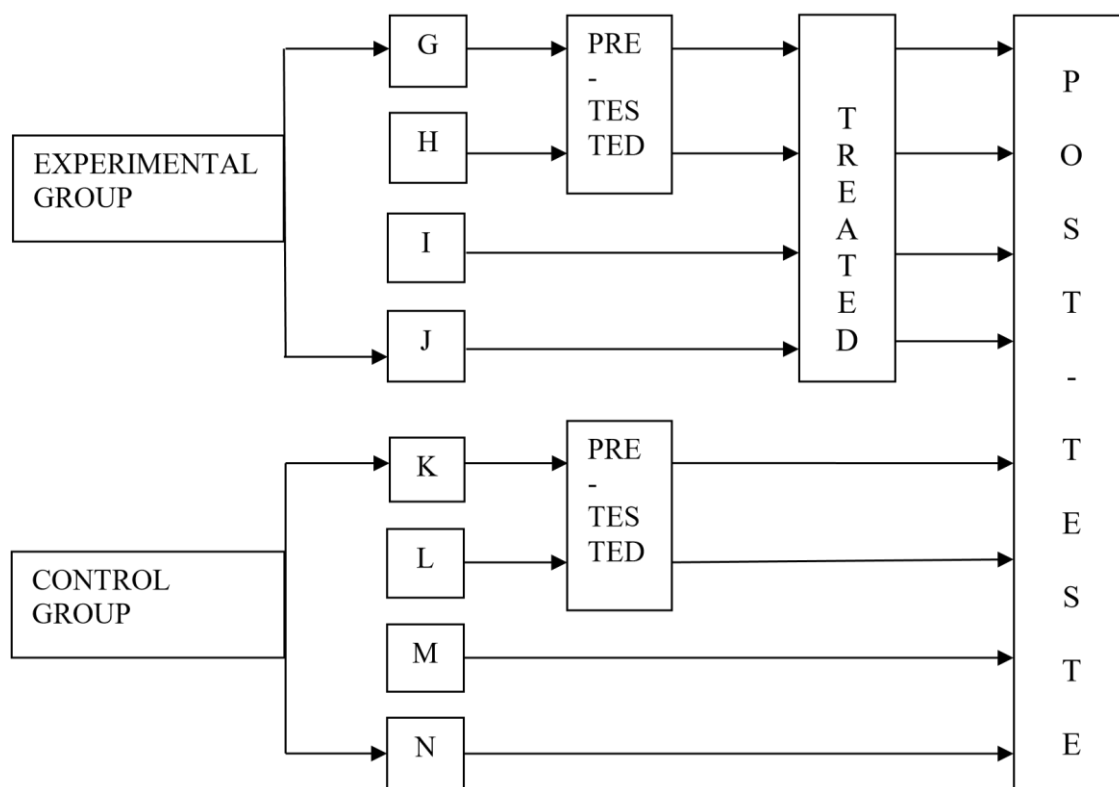 EXPERIMENTAL
GROUP
G
H
I
J
PRE
-
TES
TED
T
R
E
A
T
E
D
CONTROL
GROUP
K
L
M
N
PRE
-
TES
TED
P
O
S
T
-
T
E
S
T
E